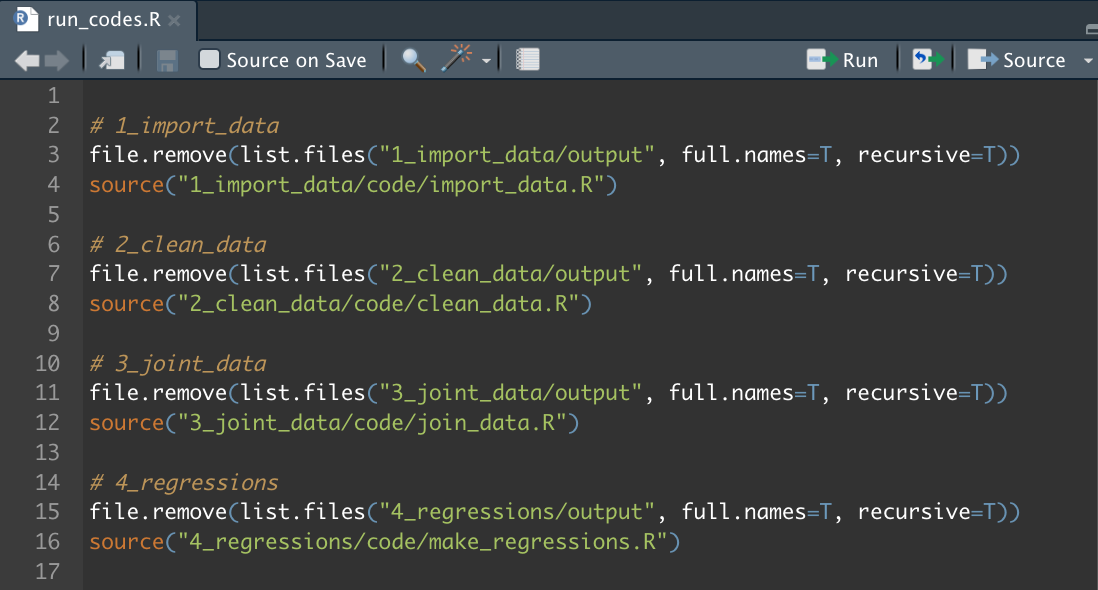 run_codes.R
Source on Save
Run
Source
1
2 # 1_import_data
3 file.remove(list.files("1_import_data/output", full.names=T, recursive=T))
4 source("1_import_data/code/import_data.R")
5
6 # 2_clean_data
7 file.remove(list.files("2_clean_data/output", full.names=T, recursive=T))
8 source("2_clean_data/code/clean_data.R")
9
10 # 3_joint_data
11 file.remove(list.files("3_joint_data/output", full.names=T, recursive=T))
12 source("3_joint_data/code/join_data.R")
13
14 # 4_regressions
15 file.remove(list.files("4_regressions/output", full.names=T, recursive=T))
16 source("4_regressions/code/make_regressions.R")
17